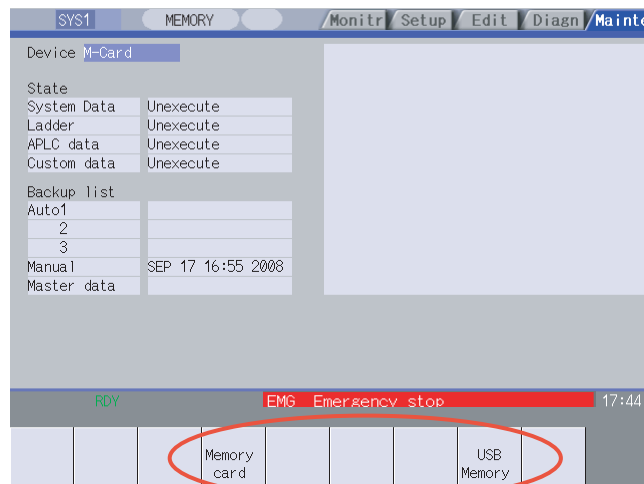 SYS1 MEMORY Monitr Setup Edit Diagn Mainte
Device M-Card
State
System Data Unexecute
Ladder Unexecute
APLC data Unexecute
Custom data Unexecute
Backup list
Auto1
2
3
Manual SEP 17 16:55 2008
Master data
RDY EMG Emergency stop 17:44
Memory card
USB Memory